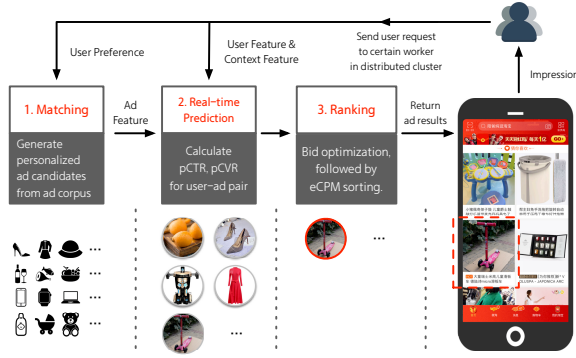 Send user request
to certain worker
in distributed cluster
User Preference
User Feature &
Context Feature
Impression
1. Matching
Ad
Feature
2. Real-time
Prediction
3. Ranking
Return
ad results
Generate
personalized
ad candidates
from ad corpus
Calculate
pCTR, pCVR
for user-ad pair
Bid optimization,
followed by
eCPM sorting.
...
...
...
...
...
...